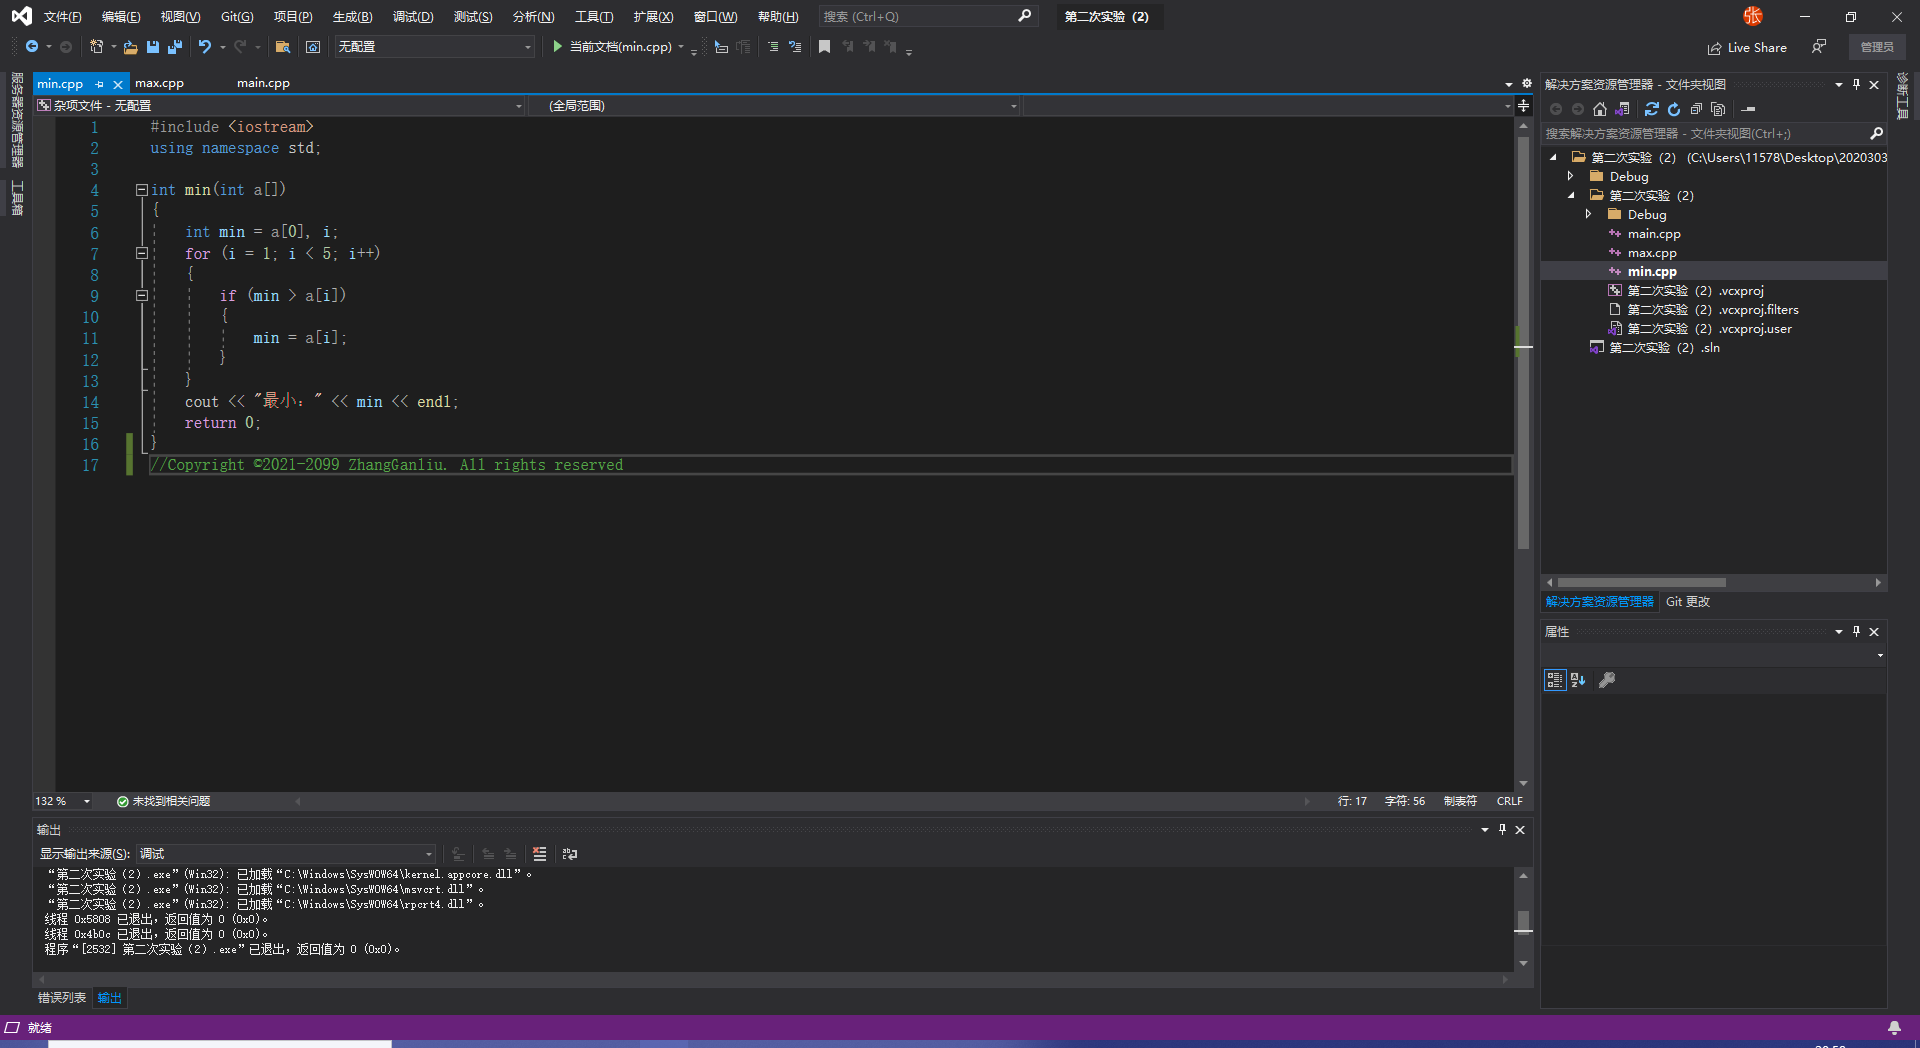 文件(F) 编辑(E) 视图(V) Git(G) 项目(P) 生成(B) 调试(D) 测试(S) 分析(N) 工具(T) 扩展(X) 窗口(W) 帮助(H) 搜索 (Ctrl+Q) 第二次实验（2） 张
无配置 当前文档(min.cpp) Live Share 管理员
服务器资源管理器
工具箱
min.cpp max.cpp main.cpp
杂项文件 - 无配置 (全局范围)
1 #include <iostream>
2 using namespace std;
3
4 int min(int a[])
5 {
6 int min = a[0], i;
7 for (i = 1; i < 5; i++)
8 {
9 if (min > a[i])
10 {
11 min = a[i];
12 }
13 }
14 cout << "最小：" << min << endl;
15 return 0;
16 }
17 //Copyright ©2021-2099 ZhangGanliu. All rights reserved
132 % 未找到相关问题 行: 17 字符: 56 制表符 CRLF
输出
显示输出来源(S): 调试
“第二次实验（2）.exe”(Win32): 已加载“C:\Windows\SysWOW64\kernel.appcore.dll”。
“第二次实验（2）.exe”(Win32): 已加载“C:\Windows\SysWOW64\msvcrt.dll”。
“第二次实验（2）.exe”(Win32): 已加载“C:\Windows\SysWOW64\rpcrt4.dll”。
线程 0x5808 已退出，返回值为 0 (0x0)。
线程 0x4b0c 已退出，返回值为 0 (0x0)。
程序“[2532] 第二次实验（2）.exe”已退出，返回值为 0 (0x0)。
错误列表 输出
就绪
解决方案资源管理器 - 文件夹视图
搜索解决方案资源管理器 - 文件夹视图(Ctrl+;)
第二次实验（2） (C:\Users\11578\Desktop\2020303
Debug
第二次实验（2）
Debug
main.cpp
max.cpp
min.cpp
第二次实验（2）.vcxproj
第二次实验（2）.vcxproj.filters
第二次实验（2）.vcxproj.user
第二次实验（2）.sln
解决方案资源管理器 Git 更改
属性
诊断工具